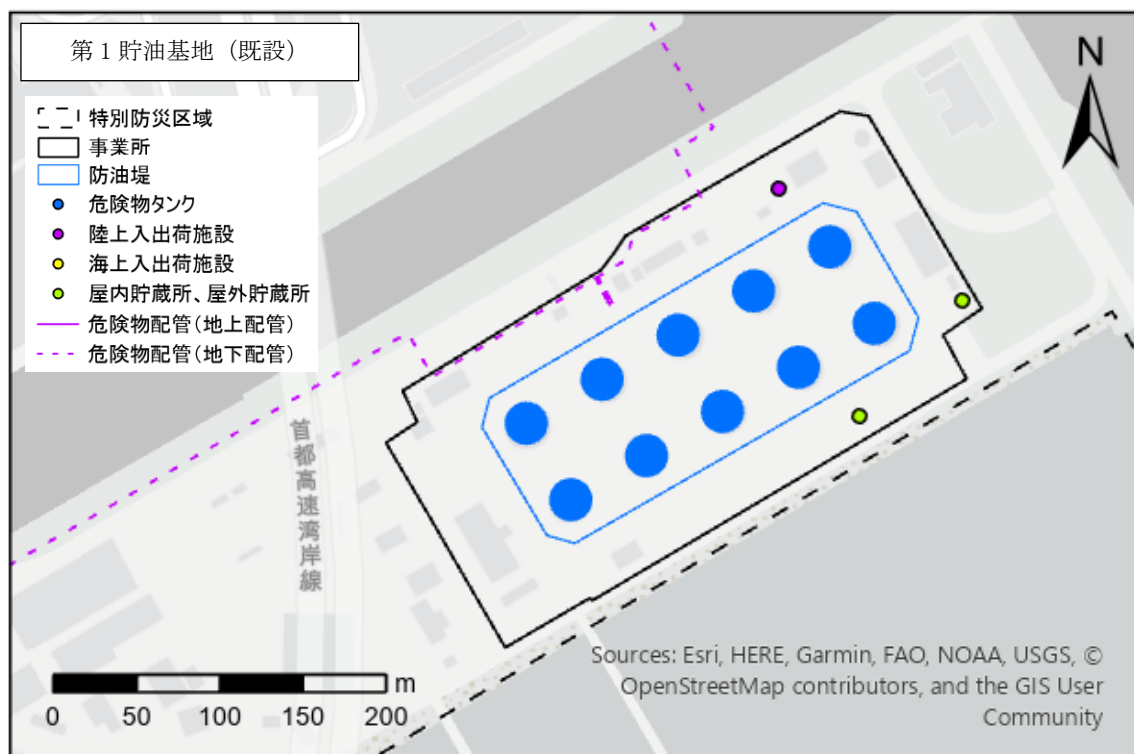 第1貯油基地（既設）
N
特別防災区域
事業所
防油堤
危険物タンク
陸上入出荷施設
海上入出荷施設
屋内貯蔵所、屋外貯蔵所
危険物配管（地上配管）
危険物配管（地下配管）
首都高速湾岸線
Sources: Esri, HERE, Garmin, FAO, NOAA, USGS, ©
OpenStreetMap contributors, and the GIS User
Community
m
0 50 100 150 200